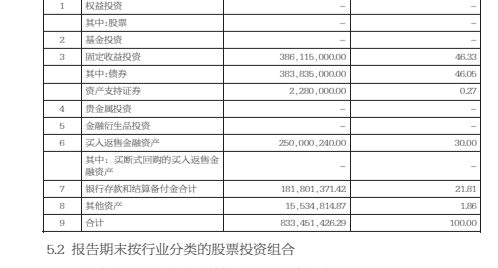 1 权益投资 – –
其中:股票 – –
2 基金投资 – –
3 固定收益投资 386,115,000.00 46.33
其中:债券 383,835,000.00 46.05
资产支持证券 2,280,000.00 0.27
4 贵金属投资 – –
5 金融衍生品投资 – –
6 买入返售金融资产 250,000,240.00 30.00
其中：买断式回购的买入返售金
融资产 – –
7 银行存款和结算备付金合计 181,801,371.42 21.81
8 其他资产 15,534,814.87 1.86
9 合计 833,451,426.29 100.00
5.2 报告期末按行业分类的股票投资组合